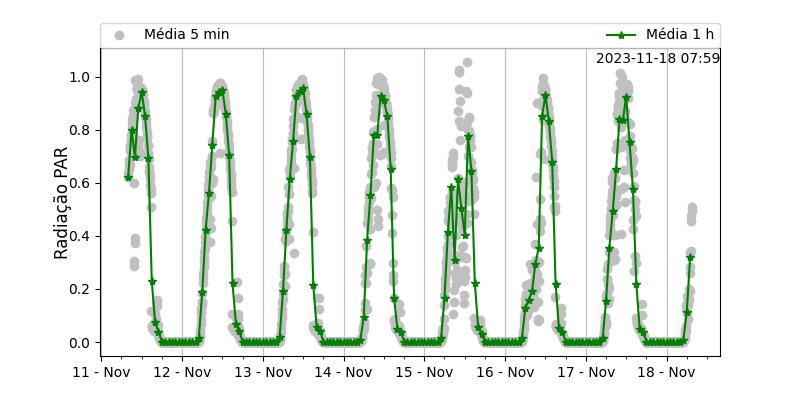 Média 5 min
Média 1 h
2023-11-18 07:59
Radiação PAR
1.0
0.8
0.6
0.4
0.2
0.0
11 - Nov
12 - Nov
13 - Nov
14 - Nov
15 - Nov
16 - Nov
17 - Nov
18 - Nov